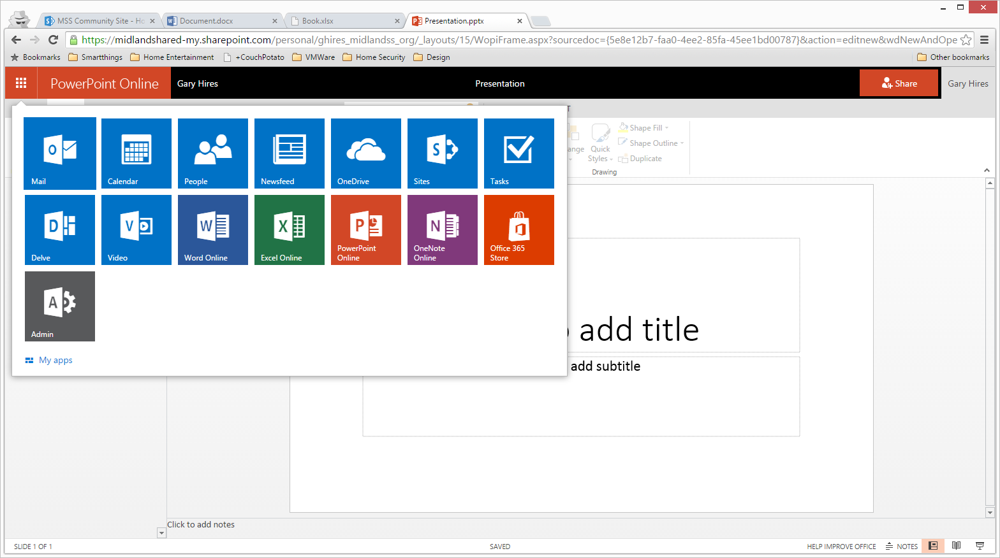 MSS Community Site - Ho
Document.docx
Book.xlsx
Presentation.pptx
https://midlandshared-my.sharepoint.com/personal/ghires_midlandss_org/_layouts/15/WopiFrame.aspx?sourcedoc={5e8e12b7-faa0-4ee2-85fa-45ee1bd00787}&action=editnew&wdNewAndOpe
Bookmarks
Smartthings
Home Entertainment
+CouchPotato
VMWare
Home Security
Design
Other bookmarks
PowerPoint Online
Gary Hires
Presentation
Share
Gary Hires
T
Mail
Calendar
People
Newsfeed
OneDrive
Sites
Tasks
Delve
Video
Word Online
Excel Online
PowerPoint
Online
OneNote
Online
Office 365
Store
Admin
My apps
ange
Quick
Styles
Shape Fill
Shape Outline
Duplicate
Drawing
o add title
add subtitle
Click to add notes
SLIDE 1 OF 1
SAVED
HELP IMPROVE OFFICE
NOTES